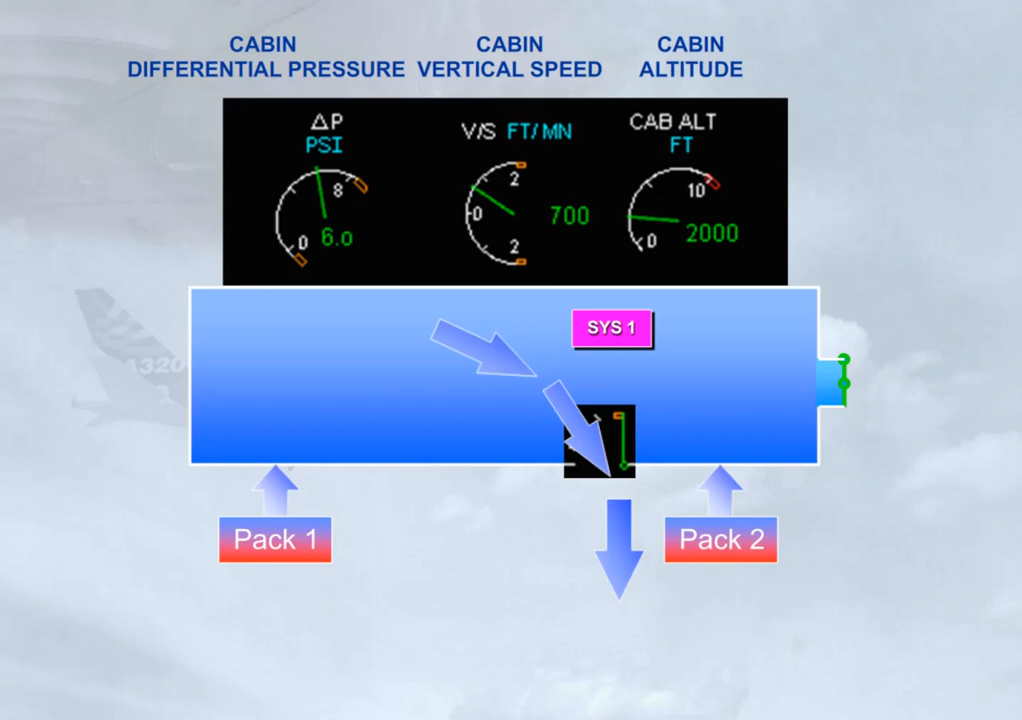 CABIN
DIFFERENTIAL PRESSURE
CABIN
VERTICAL SPEED
CABIN
ALTITUDE
ΔP
PSI
8
0
6.0
V/S FT/MN
2
0
2
700
CAB ALT
FT
10
0
2000
SYS 1
A320
Pack 1
Pack 2